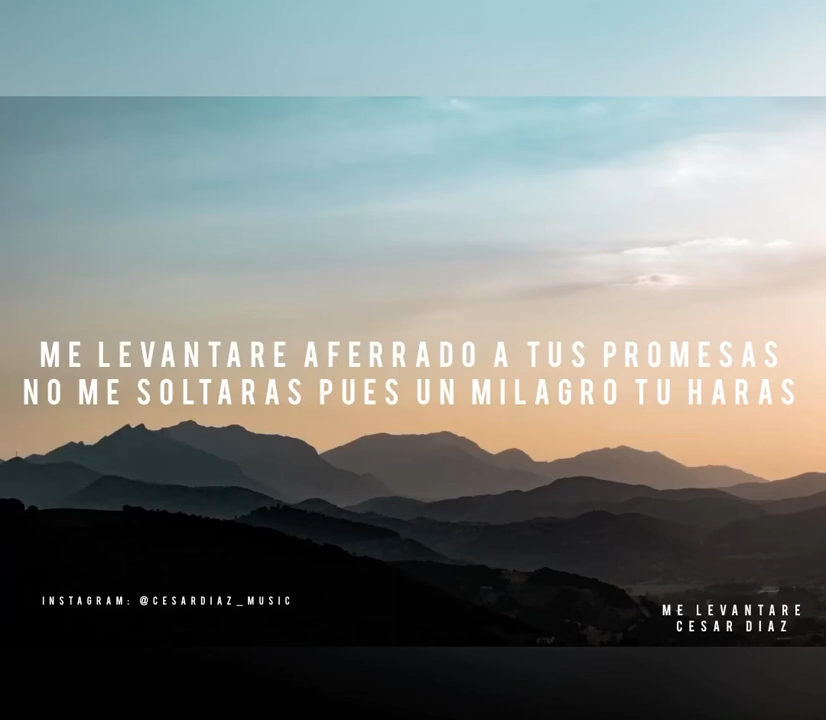 ME LEVANTARE AFERRADO A TUS PROMESAS
NO ME SOLTARAS PUES UN MILAGRO TU HARAS
INSTAGRAM: @CESARDIAZ_MUSIC
ME LEVANTARE
CESAR DIAZ